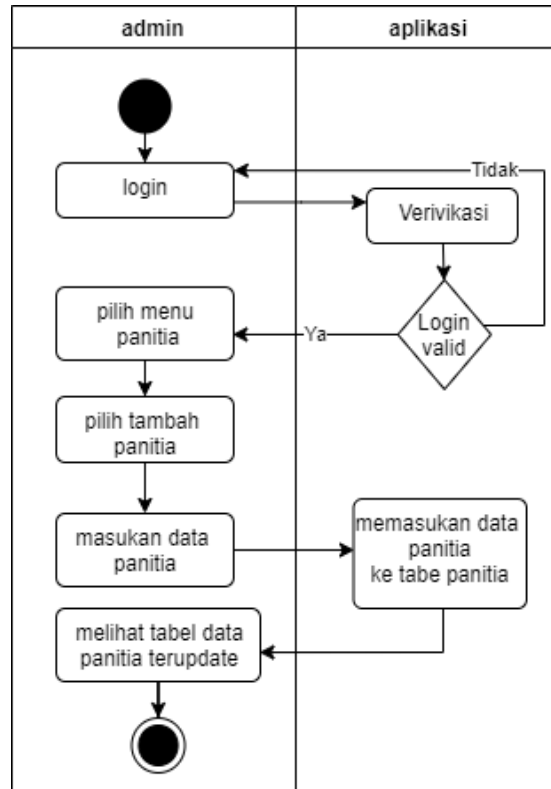 admin
aplikasi
login
Tidak
Verivikasi
Login
valid
Ya
pilih menu
panitia
pilih tambah
panitia
masukan data
panitia
memasukan data
panitia
ke tabe panitia
melihat tabel data
panitia terupdate